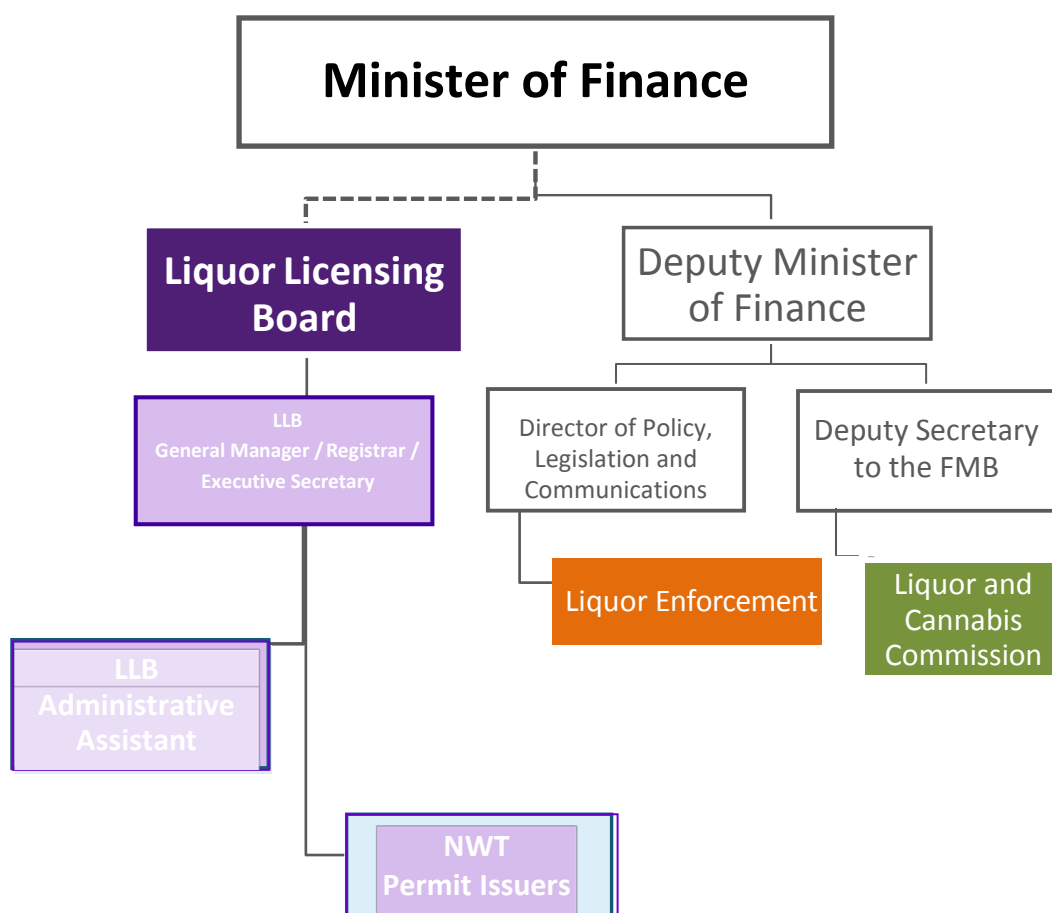 Minister of Finance
Liquor Licensing
Board
Deputy Minister
of Finance
LLB
General Manager / Registrar /
Executive Secretary
Director of Policy,
Legislation and
Communications
Deputy Secretary
to the FMB
Liquor Enforcement
Liquor and
Cannabis
Commission
LLB
Administrative
Assistant
NWT
Permit Issuers